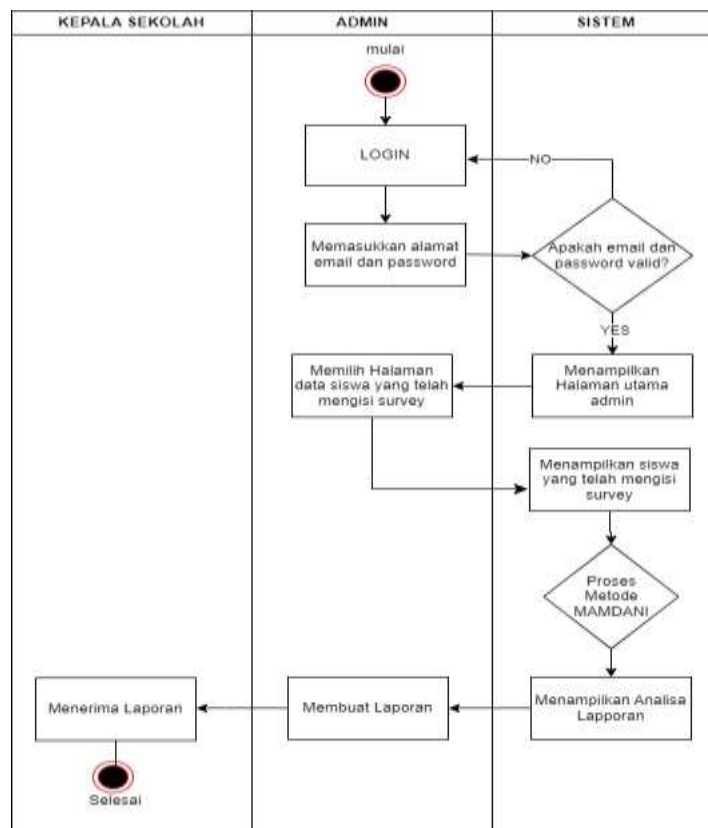 KEPALA SEKOLAH
ADMIN
SISTEM
mulai
LOGIN
NO
Memasukkan alamat
email dan password
Apakah email dan
password valid?
YES
Memilih Halaman
data siswa yang telah
mengisi survey
Menampilkan
Halaman utama
admin
Menampilkan siswa
yang telah mengisi
survey
Proses
Metode
MAMDANI
Menerima Laporan
Membuat Laporan
Menampilkan Analisa
Lapporan
Selesai